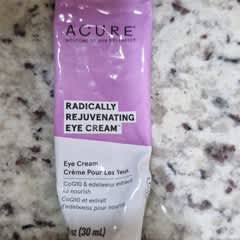 ACURE
RADICALLY
REJUVENATING
EYE CREAM
Eye Cream
Crème Pour Les Yeux
CoQ10 & edelweiss extract
to nourish
CoQ10 et extrait
d'edelweiss pour nourrir
oz (30 mL)